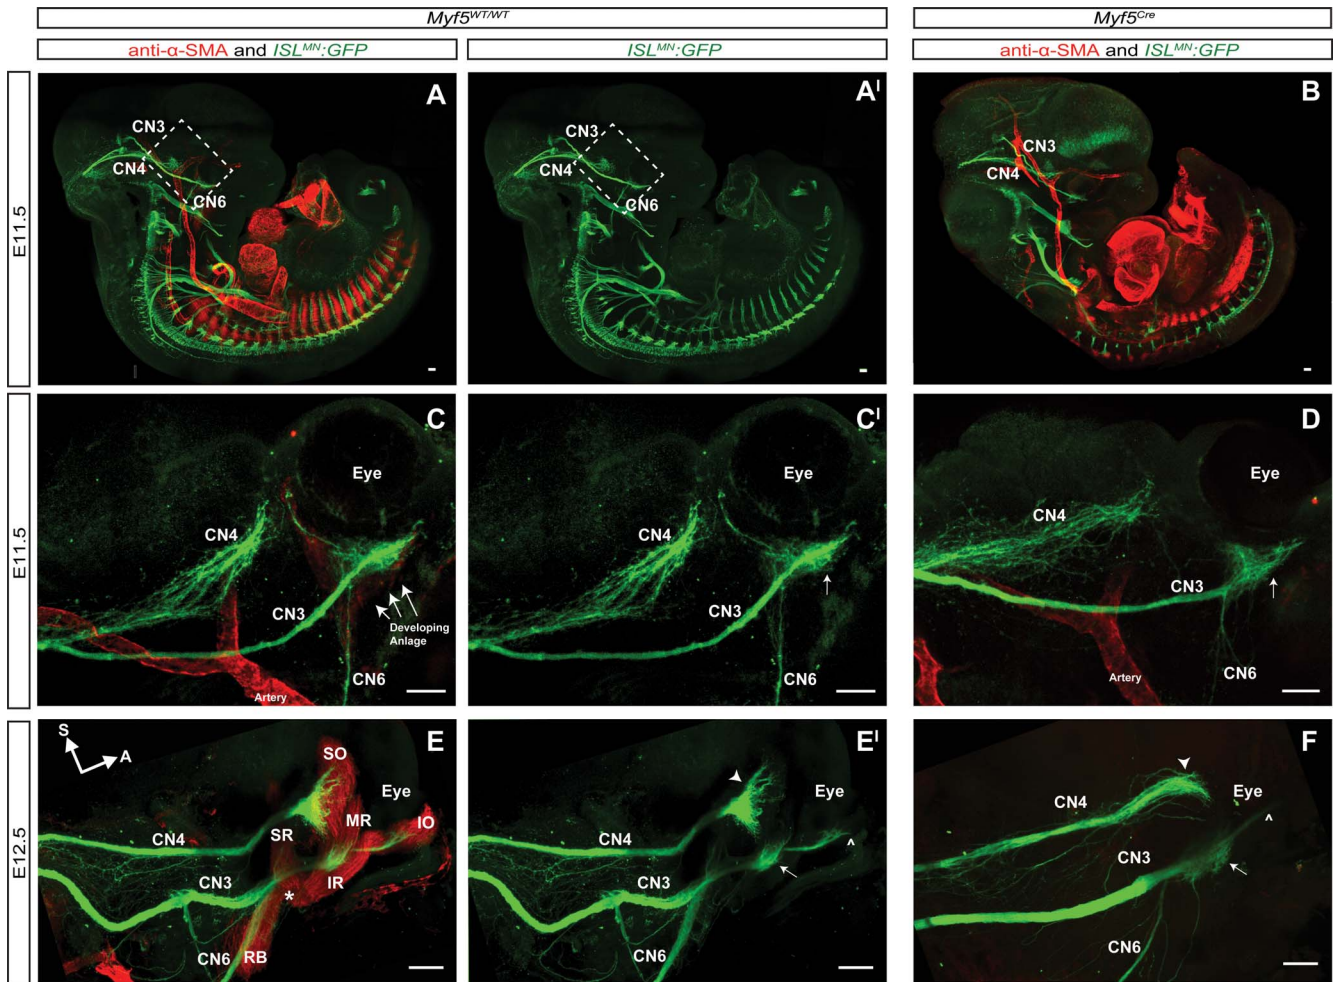 Myf5WT/WT
Myf5Cre
anti-α-SMA and ISLMN:GFP
ISLMN:GFP
anti-α-SMA and ISLMN:GFP
E11.5
A
CN3
CN4
CN6
AI
CN3
CN4
CN6
B
CN3
CN4
E11.5
C
Eye
CN4
CN3
Developing
Anlage
CN6
Artery
CI
Eye
CN4
CN3
CN6
D
Eye
CN4
CN3
CN6
Artery
E12.5
S
A
E
SO
Eye
MR
IO
SR
CN4
CN3
IR
*
CN6
RB
EI
Eye
CN4
^
CN3
CN6
F
Eye
CN4
^
CN3
CN6